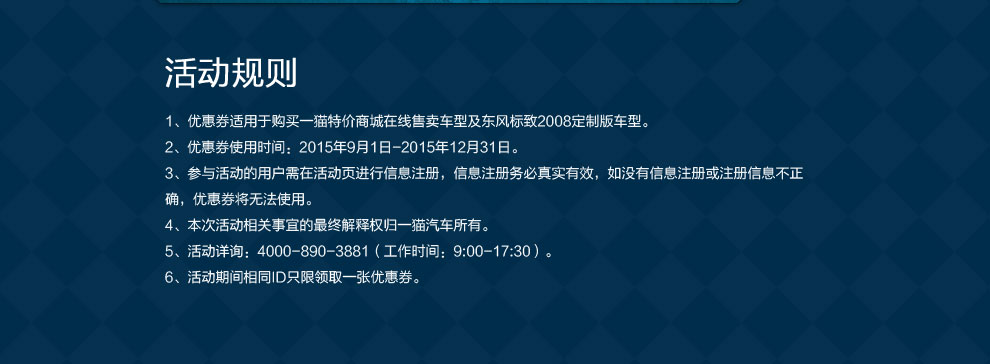 活动规则
1、优惠券适用于购买一猫特价商城在线售卖车型及东风标致2008定制版车型。
2、优惠券使用时间：2015年9月1日-2015年12月31日。
3、参与活动的用户需在活动页进行信息注册，信息注册务必真实有效，如没有信息注册或注册信息不正
确，优惠券将无法使用。
4、本次活动相关事宜的最终解释权归一猫汽车所有。
5、活动详询：4000-890-3881（工作时间：9:00-17:30）。
6、活动期间相同ID只限领取一张优惠券。